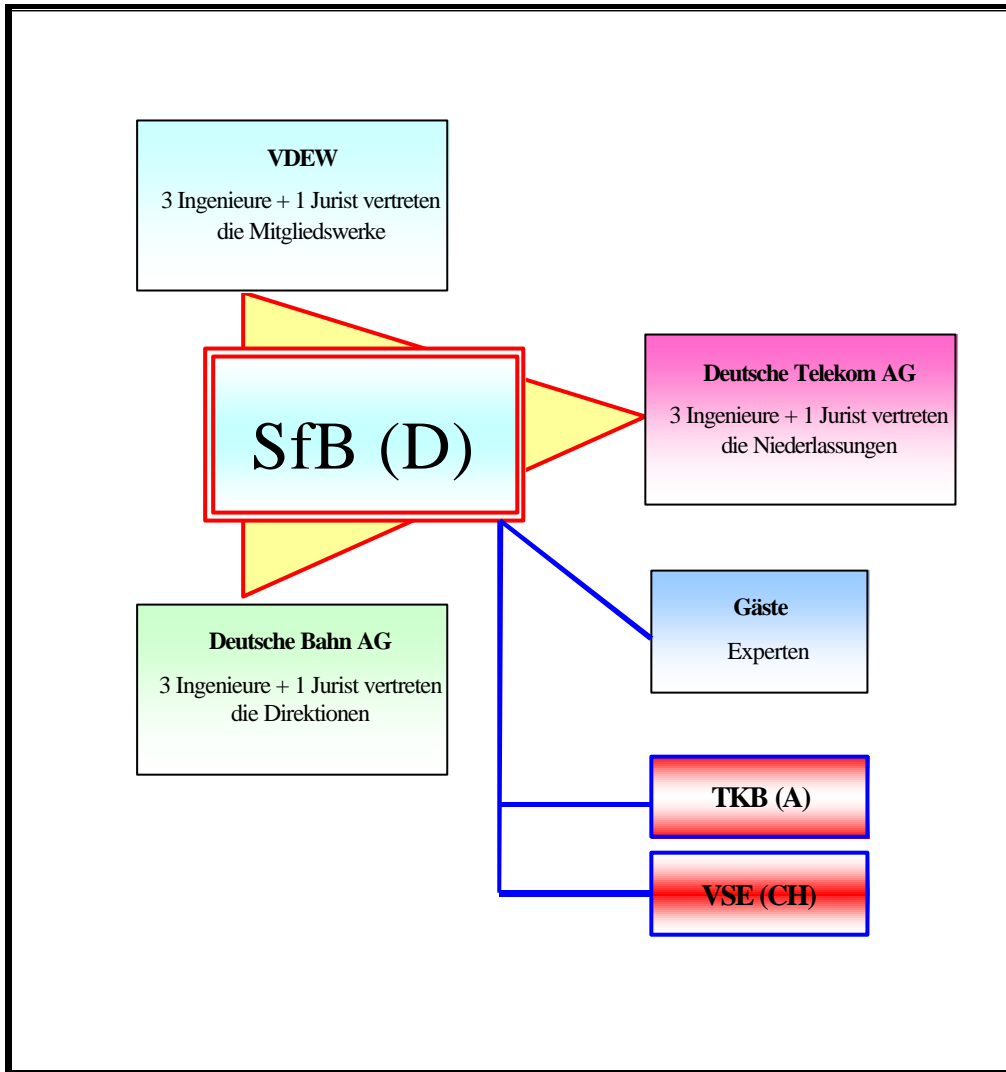 VDEW
3 Ingenieure + 1 Jurist vertreten
die Mitgliedswerke
SfB (D)
Deutsche Telekom AG
3 Ingenieure + 1 Jurist vertreten
die Niederlassungen
Gäste
Experten
Deutsche Bahn AG
3 Ingenieure + 1 Jurist vertreten
die Direktionen
TKB (A)
VSE (CH)